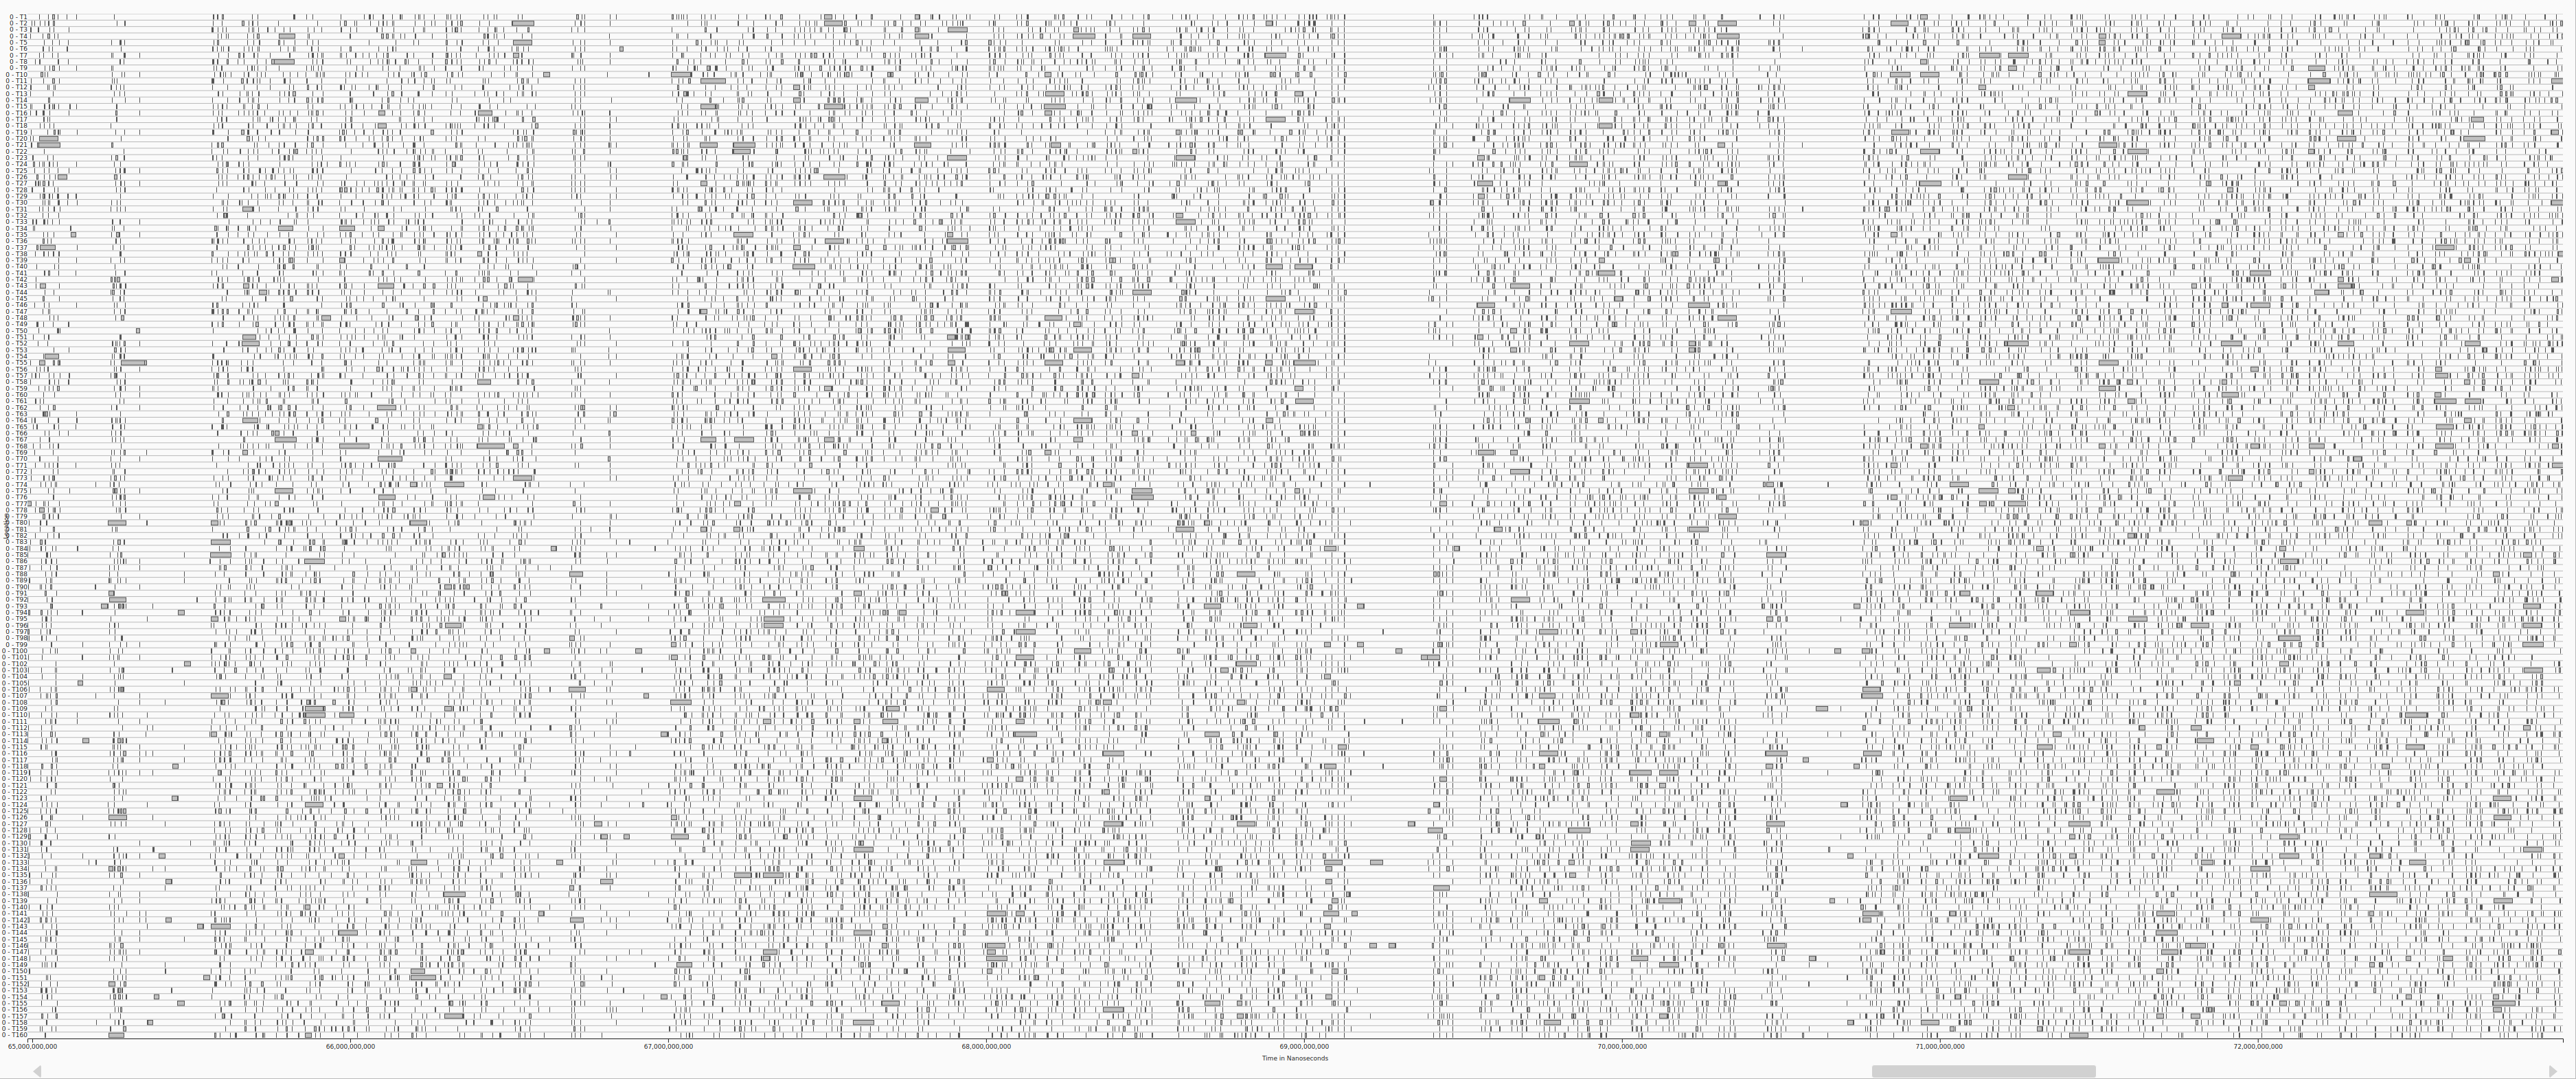 0 - T1
0 - T2
0 - T3
0 - T4
0 - T5
0 - T6
0 - T7
0 - T8
0 - T9
0 - T10
0 - T11
0 - T12
0 - T13
0 - T14
0 - T15
0 - T16
0 - T17
0 - T18
0 - T19
0 - T20
0 - T21
0 - T22
0 - T23
0 - T24
0 - T25
0 - T26
0 - T27
0 - T28
0 - T29
0 - T30
0 - T31
0 - T32
0 - T33
0 - T34
0 - T35
0 - T36
0 - T37
0 - T38
0 - T39
0 - T40
0 - T41
0 - T42
0 - T43
0 - T44
0 - T45
0 - T46
0 - T47
0 - T48
0 - T49
0 - T50
0 - T51
0 - T52
0 - T53
0 - T54
0 - T55
0 - T56
0 - T57
0 - T58
0 - T59
0 - T60
0 - T61
0 - T62
0 - T63
0 - T64
0 - T65
0 - T66
0 - T67
0 - T68
0 - T69
0 - T70
0 - T71
0 - T72
0 - T73
0 - T74
0 - T75
0 - T76
0 - T77
0 - T78
0 - T79
0 - T80
0 - T81
0 - T82
0 - T83
0 - T84
0 - T85
0 - T86
0 - T87
0 - T88
0 - T89
0 - T90
0 - T91
0 - T92
0 - T93
0 - T94
0 - T95
0 - T96
0 - T97
0 - T98
0 - T99
0 - T100
0 - T101
0 - T102
0 - T103
0 - T104
0 - T105
0 - T106
0 - T107
0 - T108
0 - T109
0 - T110
0 - T111
0 - T112
0 - T113
0 - T114
0 - T115
0 - T116
0 - T117
0 - T118
0 - T119
0 - T120
0 - T121
0 - T122
0 - T123
0 - T124
0 - T125
0 - T126
0 - T127
0 - T128
0 - T129
0 - T130
0 - T131
0 - T132
0 - T133
0 - T134
0 - T135
0 - T136
0 - T137
0 - T138
0 - T139
0 - T140
0 - T141
0 - T142
0 - T143
0 - T144
0 - T145
0 - T146
0 - T147
0 - T148
0 - T149
0 - T150
0 - T151
0 - T152
0 - T153
0 - T154
0 - T155
0 - T156
0 - T157
0 - T158
0 - T159
0 - T160
65,000,000,000 66,000,000,000 67,000,000,000 68,000,000,000 69,000,000,000 70,000,000,000 71,000,000,000 72,000,000,000
Time in Nanoseconds